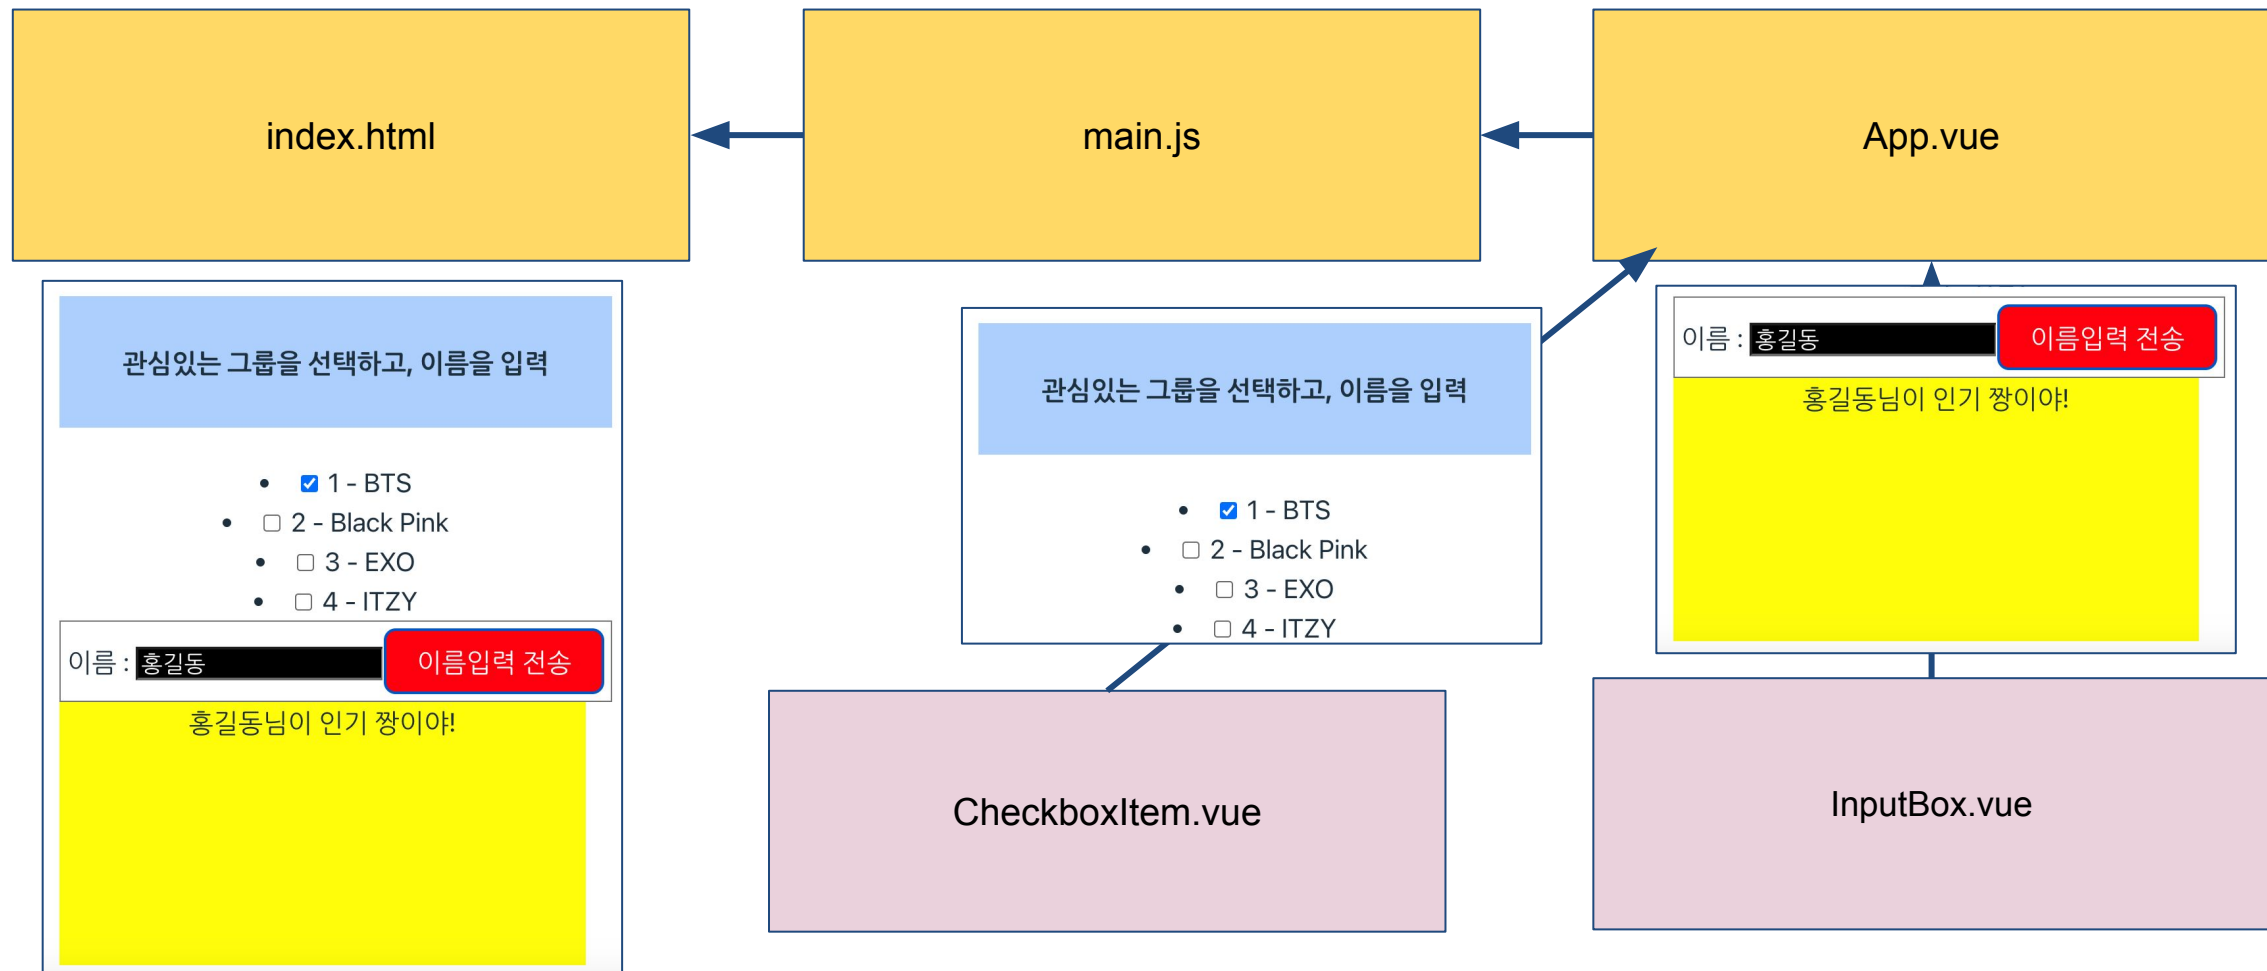 index.html
main.js
App.vue
관심있는 그룹을 선택하고, 이름을 입력
1 - BTS
2 - Black Pink
3 - EXO
4 - ITZY
이름 : 홍길동 이름입력 전송
홍길동님이 인기 짱이야!
관심있는 그룹을 선택하고, 이름을 입력
1 - BTS
2 - Black Pink
3 - EXO
4 - ITZY
이름 : 홍길동 이름입력 전송
홍길동님이 인기 짱이야!
CheckboxItem.vue
InputBox.vue